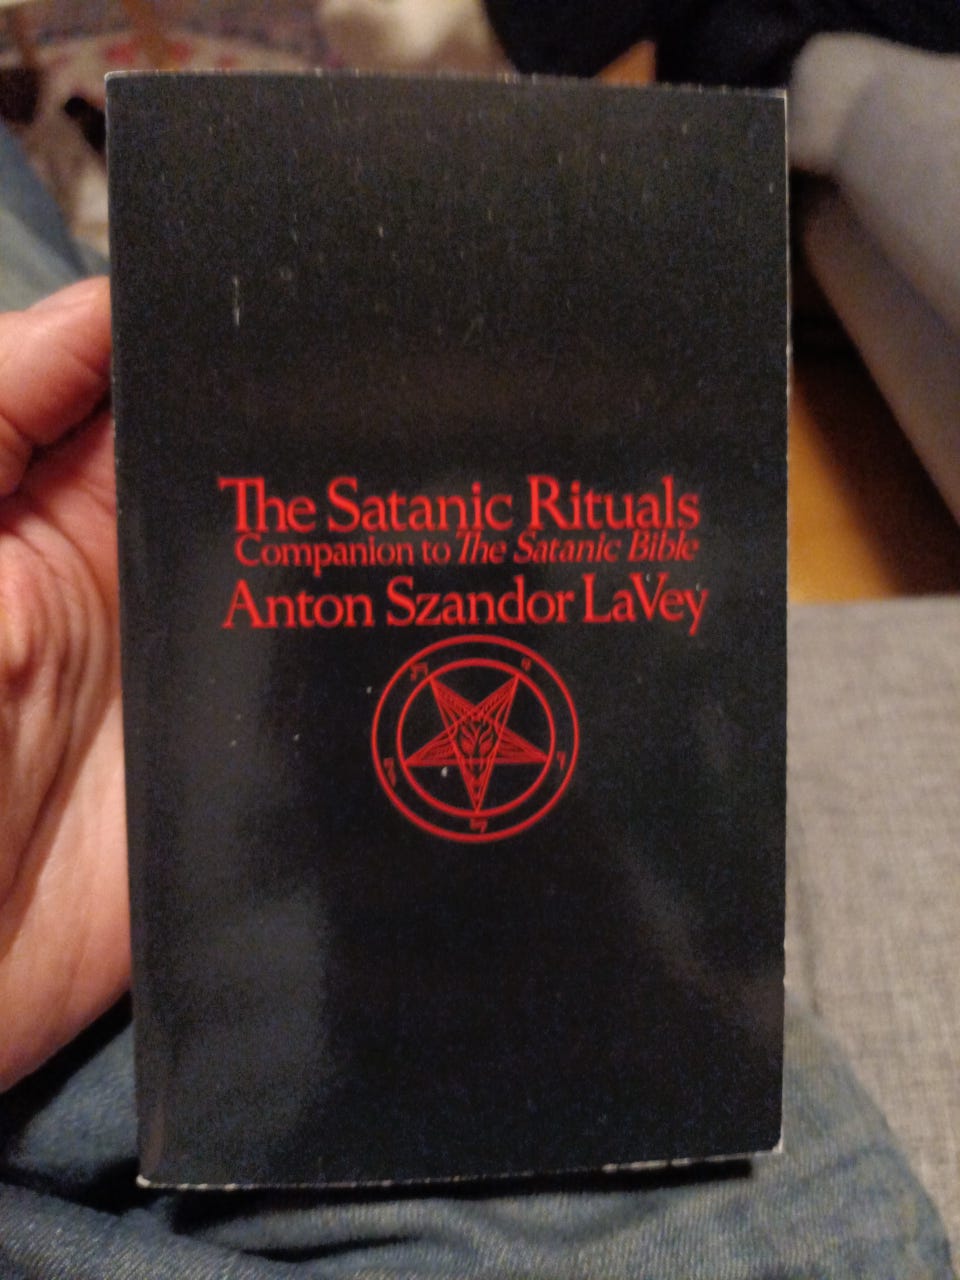 The Satanic Rituals
Companion to The Satanic Bible
Anton Szandor LaVey